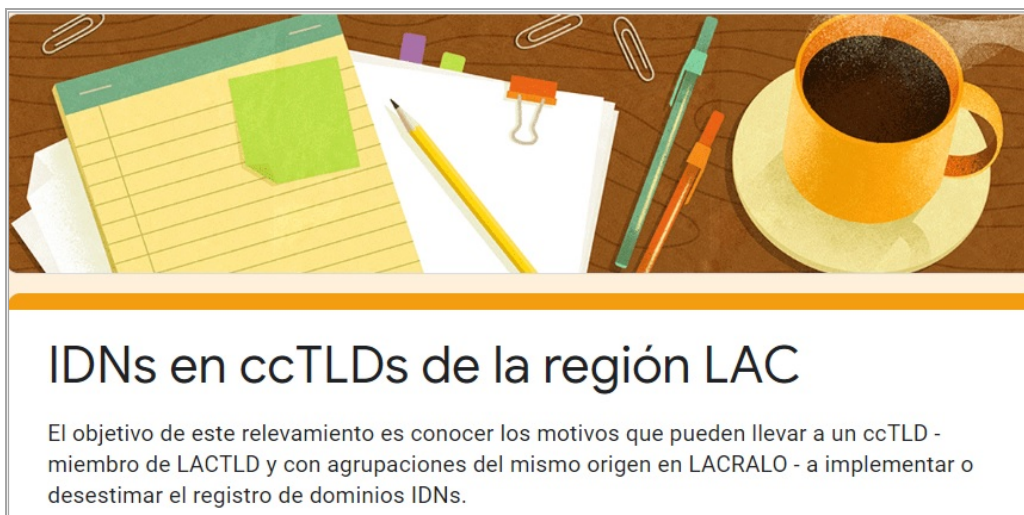 IDNs en ccTLDs de la región LAC
El objetivo de este relevamiento es conocer los motivos que pueden llevar a un ccTLD -
miembro de LACTLD y con agrupaciones del mismo origen en LACRALO - a implementar o
desestimar el registro de dominios IDNs.